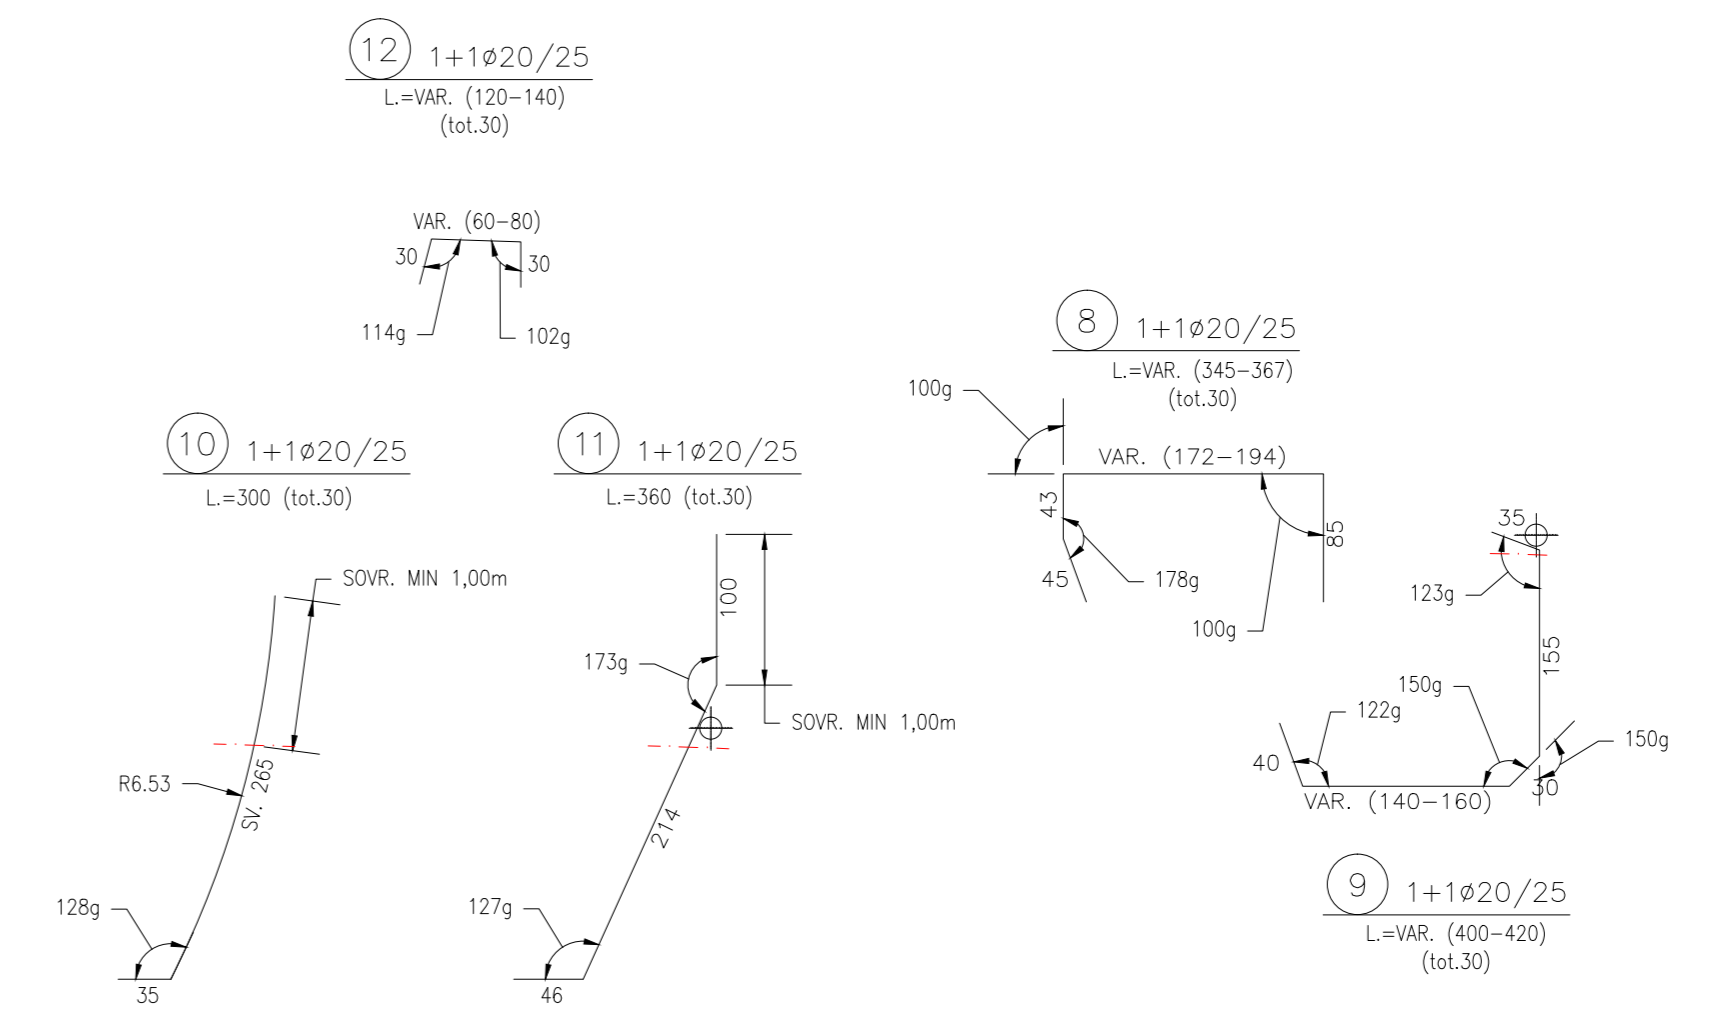 12 1+1ø20/25
L.=VAR. (120-140)
(tot.30)
VAR. (60-80)
30
30
114g
102g
8 1+1ø20/25
L.=VAR. (345-367)
(tot.30)
100g
VAR. (172-194)
43
85
45
178g
100g
10 1+1ø20/25
L.=300 (tot.30)
SOVR. MIN 1,00m
R6.53
SV. 265
128g
35
11 1+1ø20/25
L.=360 (tot.30)
100
173g
SOVR. MIN 1,00m
214
127g
46
35
123g
155
150g
122g
150g
40
30
VAR. (140-160)
9 1+1ø20/25
L.=VAR. (400-420)
(tot.30)